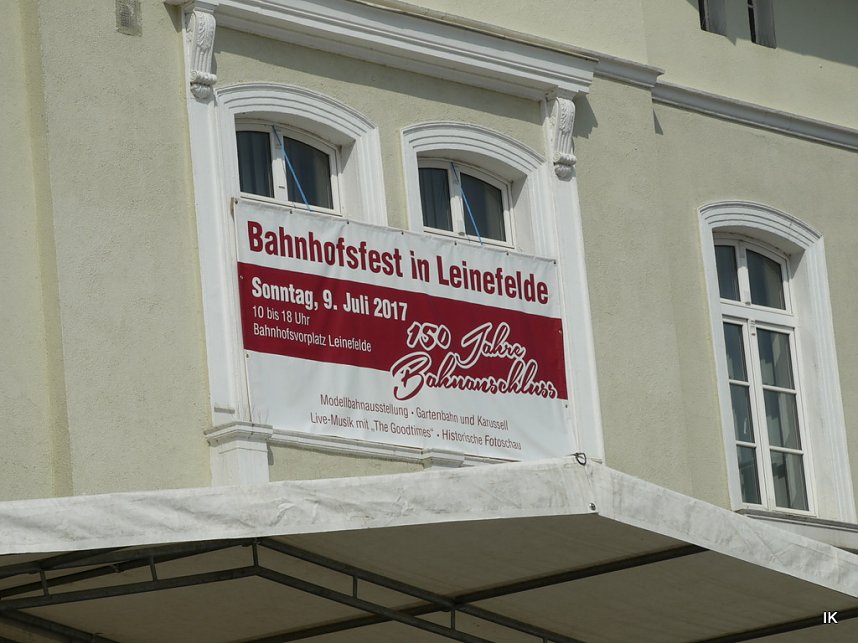 Bahnhofsfest in Leinefelde
Sonntag, 9. Juli 2017
10 bis 18 Uhr
Bahnhofsvorplatz Leinefelde
150 Jahre
Bahnanschluss
Modellbahnausstellung • Gartenbahn und Karussell
Live-Musik mit „The Goodtimes“ • Historische Fotoschau
IK